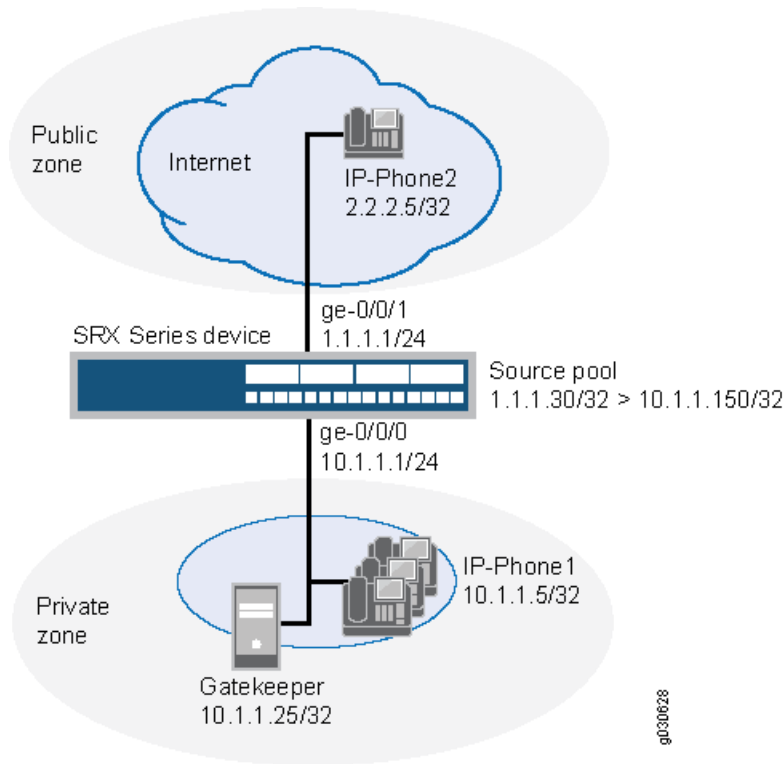 Public
zone
Internet
IP-Phone2
2.2.2.5/32
ge-0/0/1
1.1.1.1/24
SRX Series device
Source pool
1.1.1.30/32 > 10.1.1.150/32
ge-0/0/0
10.1.1.1/24
IP-Phone1
10.1.1.5/32
Private
zone
Gatekeeper
10.1.1.25/32
g030628